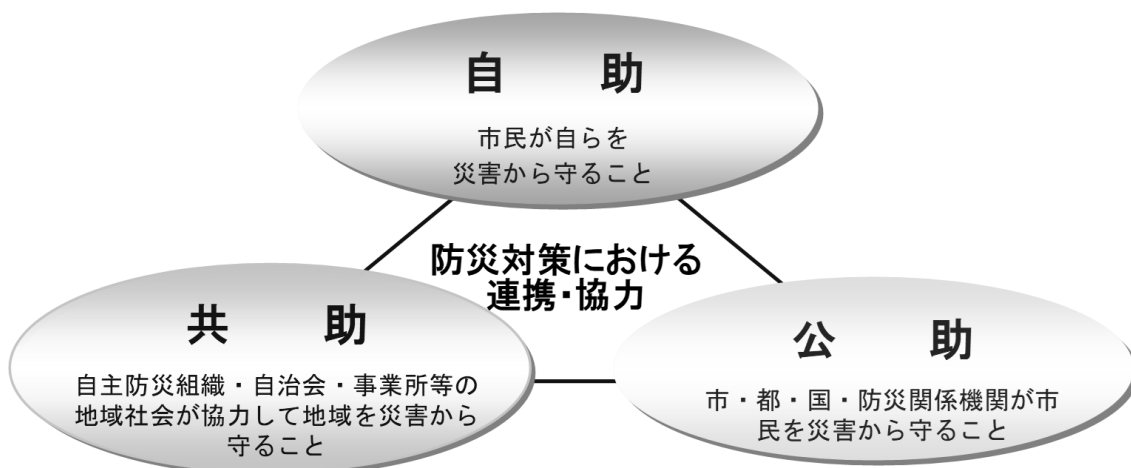 自助
市民が自らを
災害から守ること
防災対策における
連携・協力
共助
自主防災組織・自治会・事業所等の
地域社会が協力して地域を災害から
守ること
公助
市・都・国・防災関係機関が市
民を災害から守ること